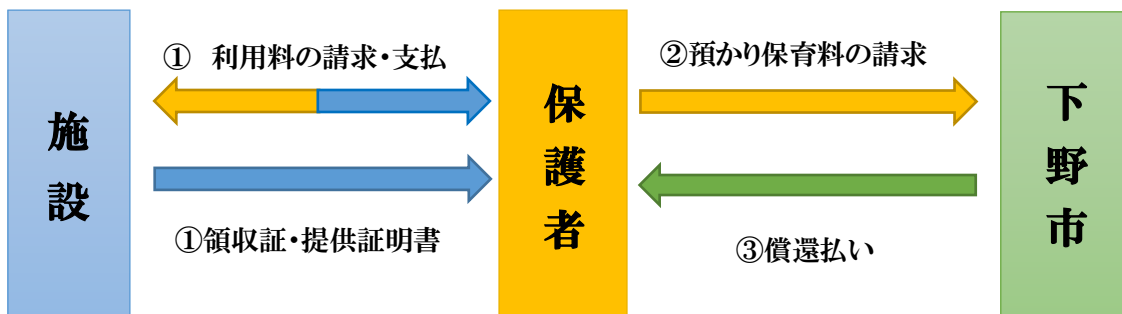 施設
① 利用料の請求・支払
①領収証・提供証明書
保護者
②預かり保育料の請求
③償還払い
下野市